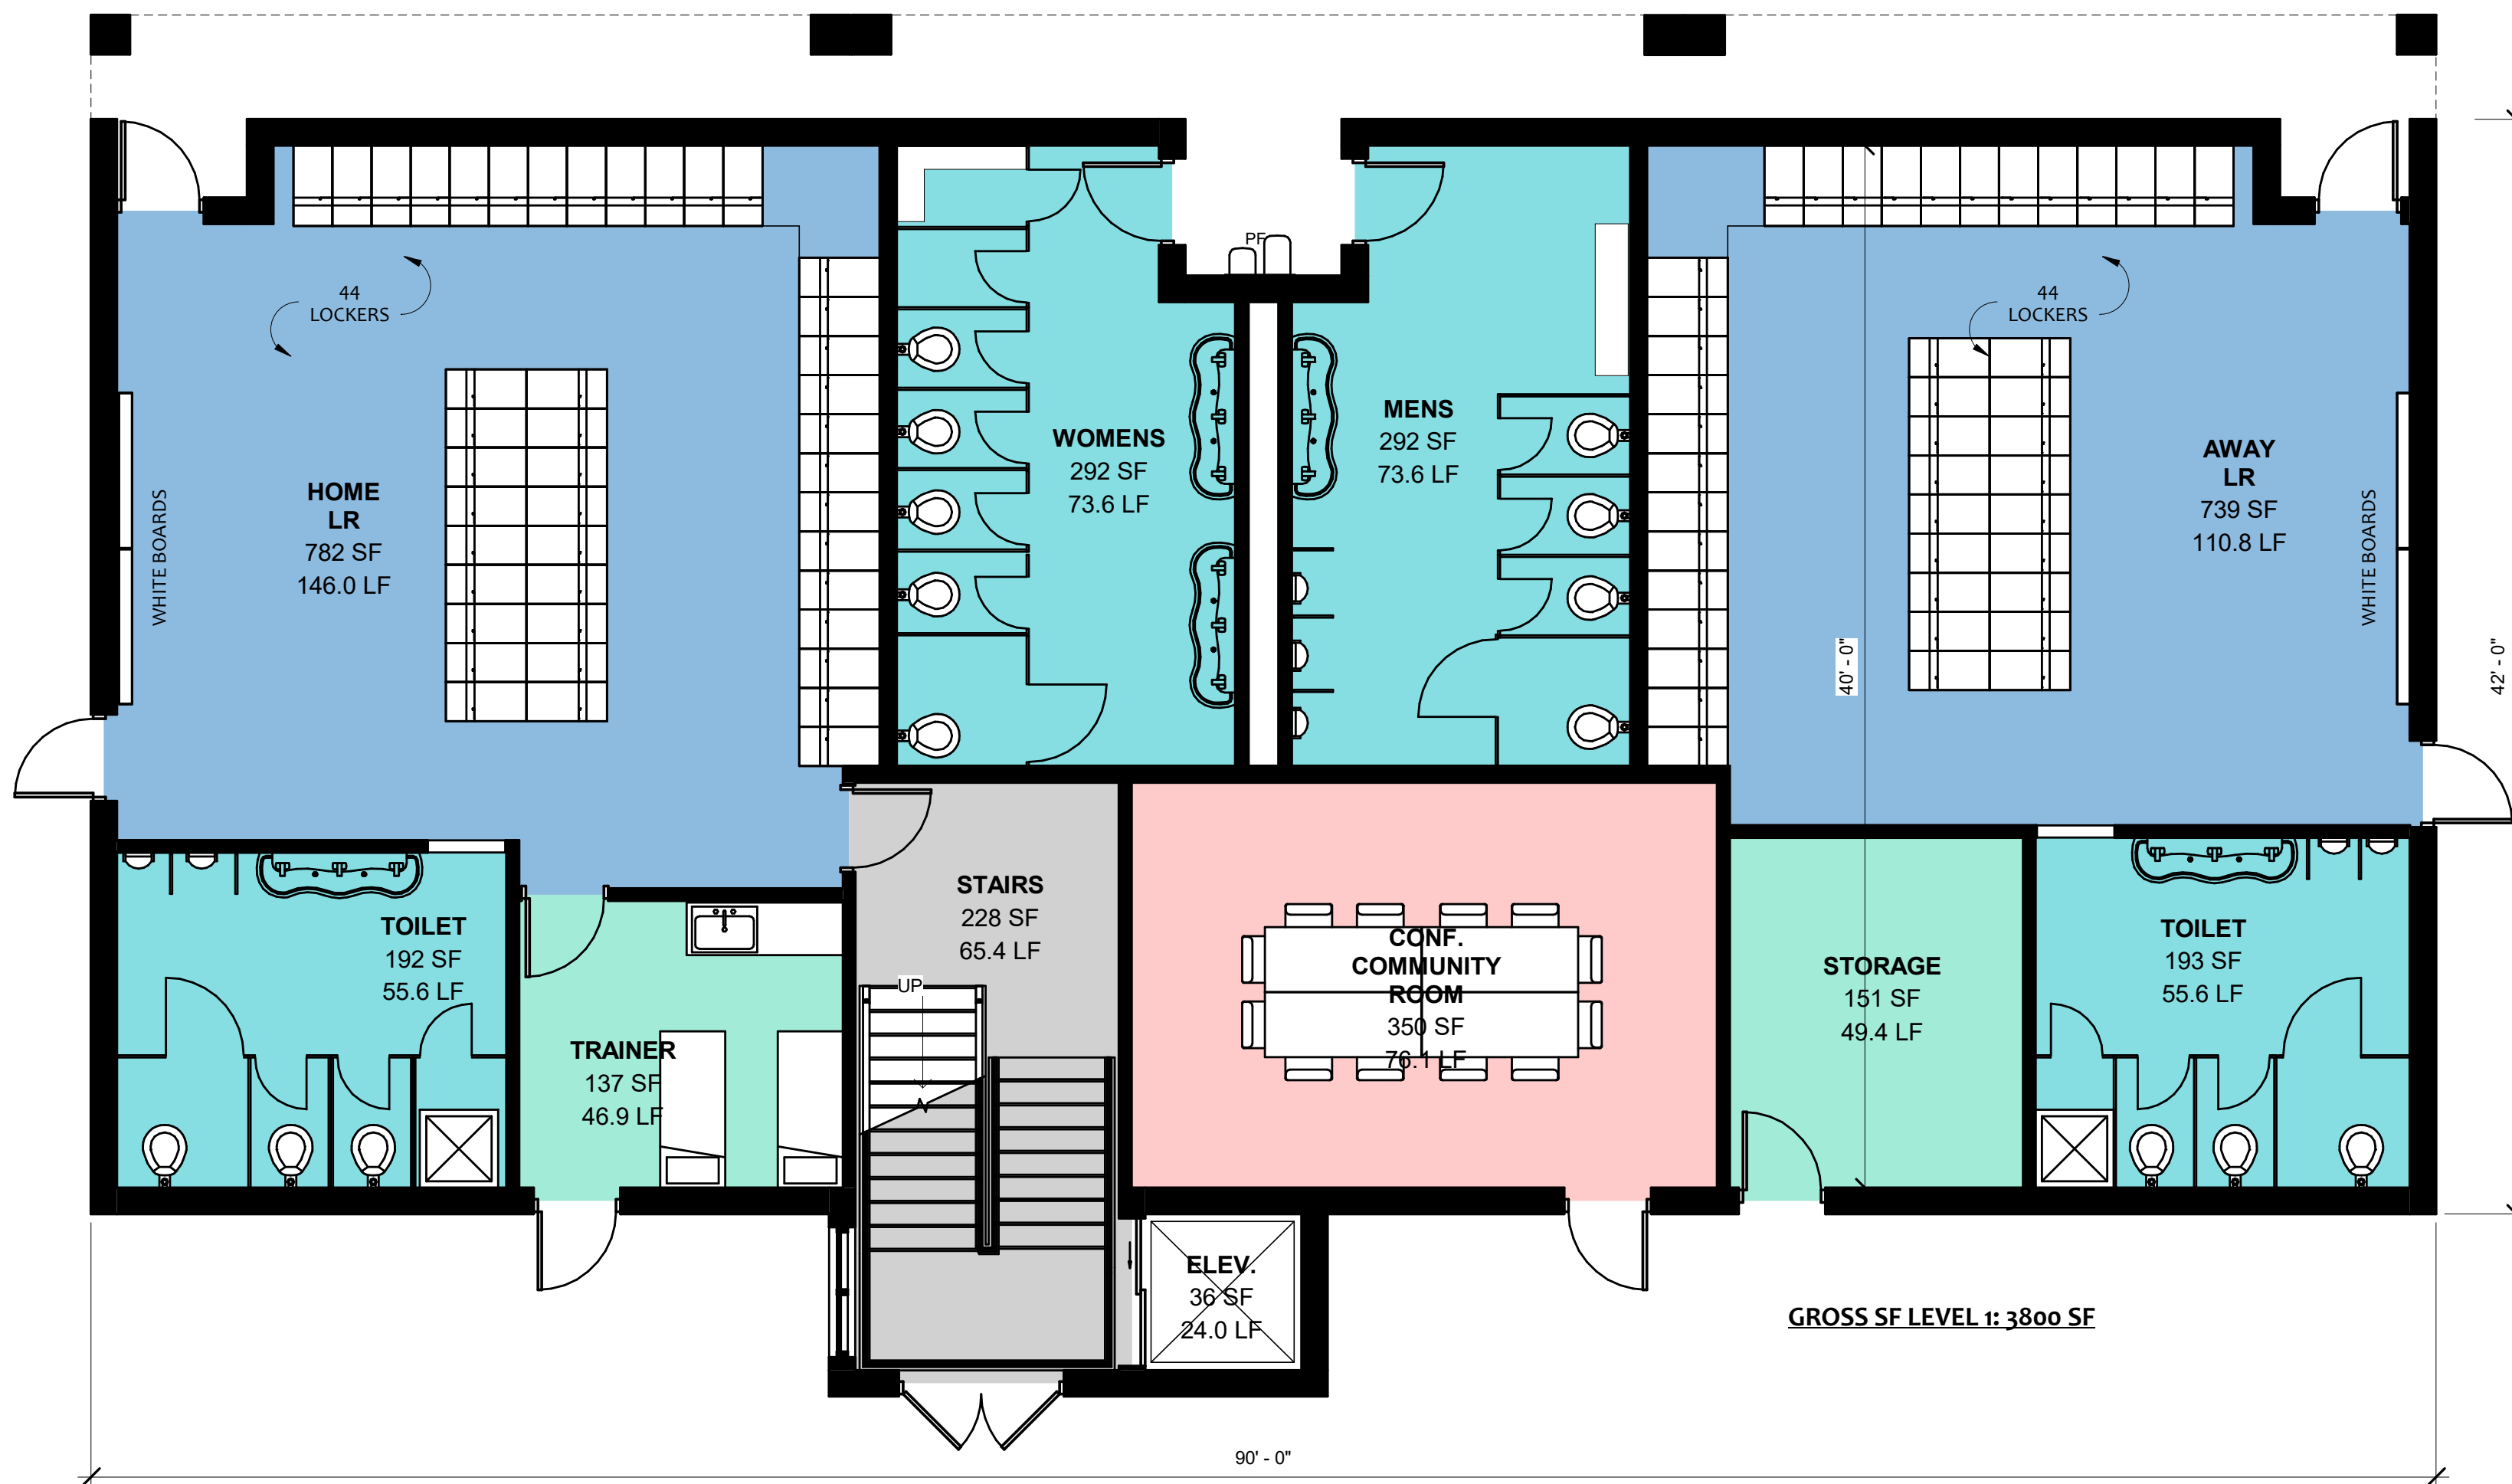 PF
44
LOCKERS
44
LOCKERS
HOME
LR
782 SF
146.0 LF
WHITE BOARDS
WOMENS
292 SF
73.6 LF
MENS
292 SF
73.6 LF
AWAY
LR
739 SF
110.8 LF
WHITE BOARDS
40' - 0"
42' - 0"
TOILET
192 SF
55.6 LF
TRAINER
137 SF
46.9 LF
STAIRS
228 SF
65.4 LF
UP
CONF.
COMMUNITY
ROOM
350 SF
76.1 LF
STORAGE
151 SF
49.4 LF
TOILET
193 SF
55.6 LF
ELEV.
36 SF
24.0 LF
GROSS SF LEVEL 1: 3800 SF
90' - 0"